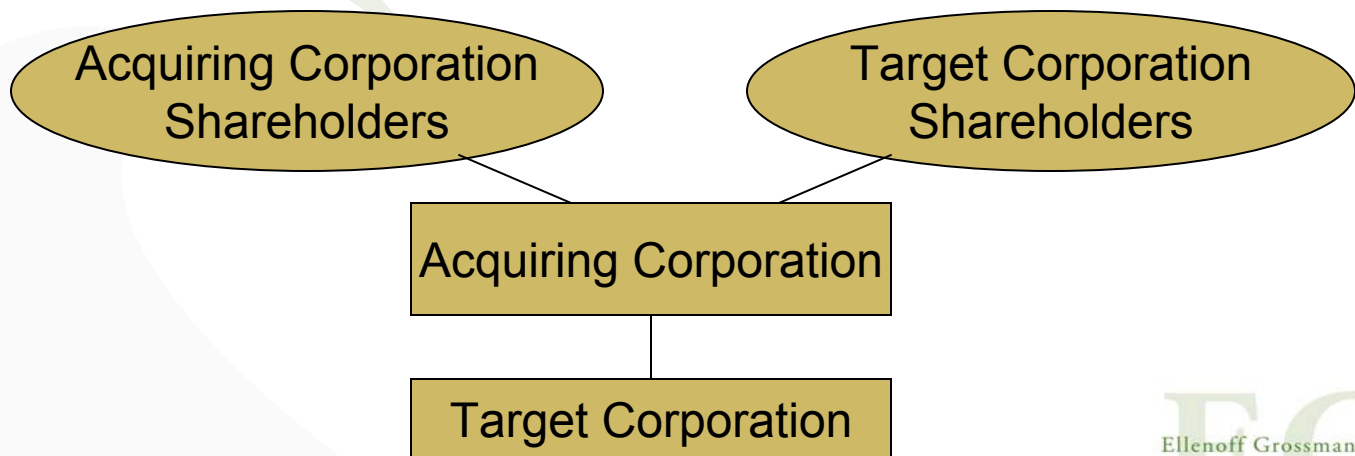 Acquiring Corporation
Shareholders
Target Corporation
Shareholders
Acquiring Corporation
Target Corporation
Ellenoff Grossman